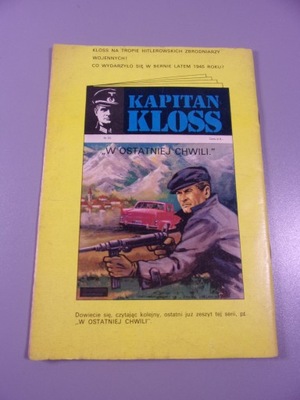 KLOSS NA TROPIE HITLEROWSKICH ZBRODNIARZY
WOJENNYCH!
CO WYDARZYŁO SIĘ W BERNIE LATEM 1945 ROKU?
KAPITAN
KLOSS
„W OSTATNIEJ CHWILI."
Dowiecie się, czytając kolejny, ostatni już zeszyt tej serii, pt.
„W OSTATNIEJ CHWILI".